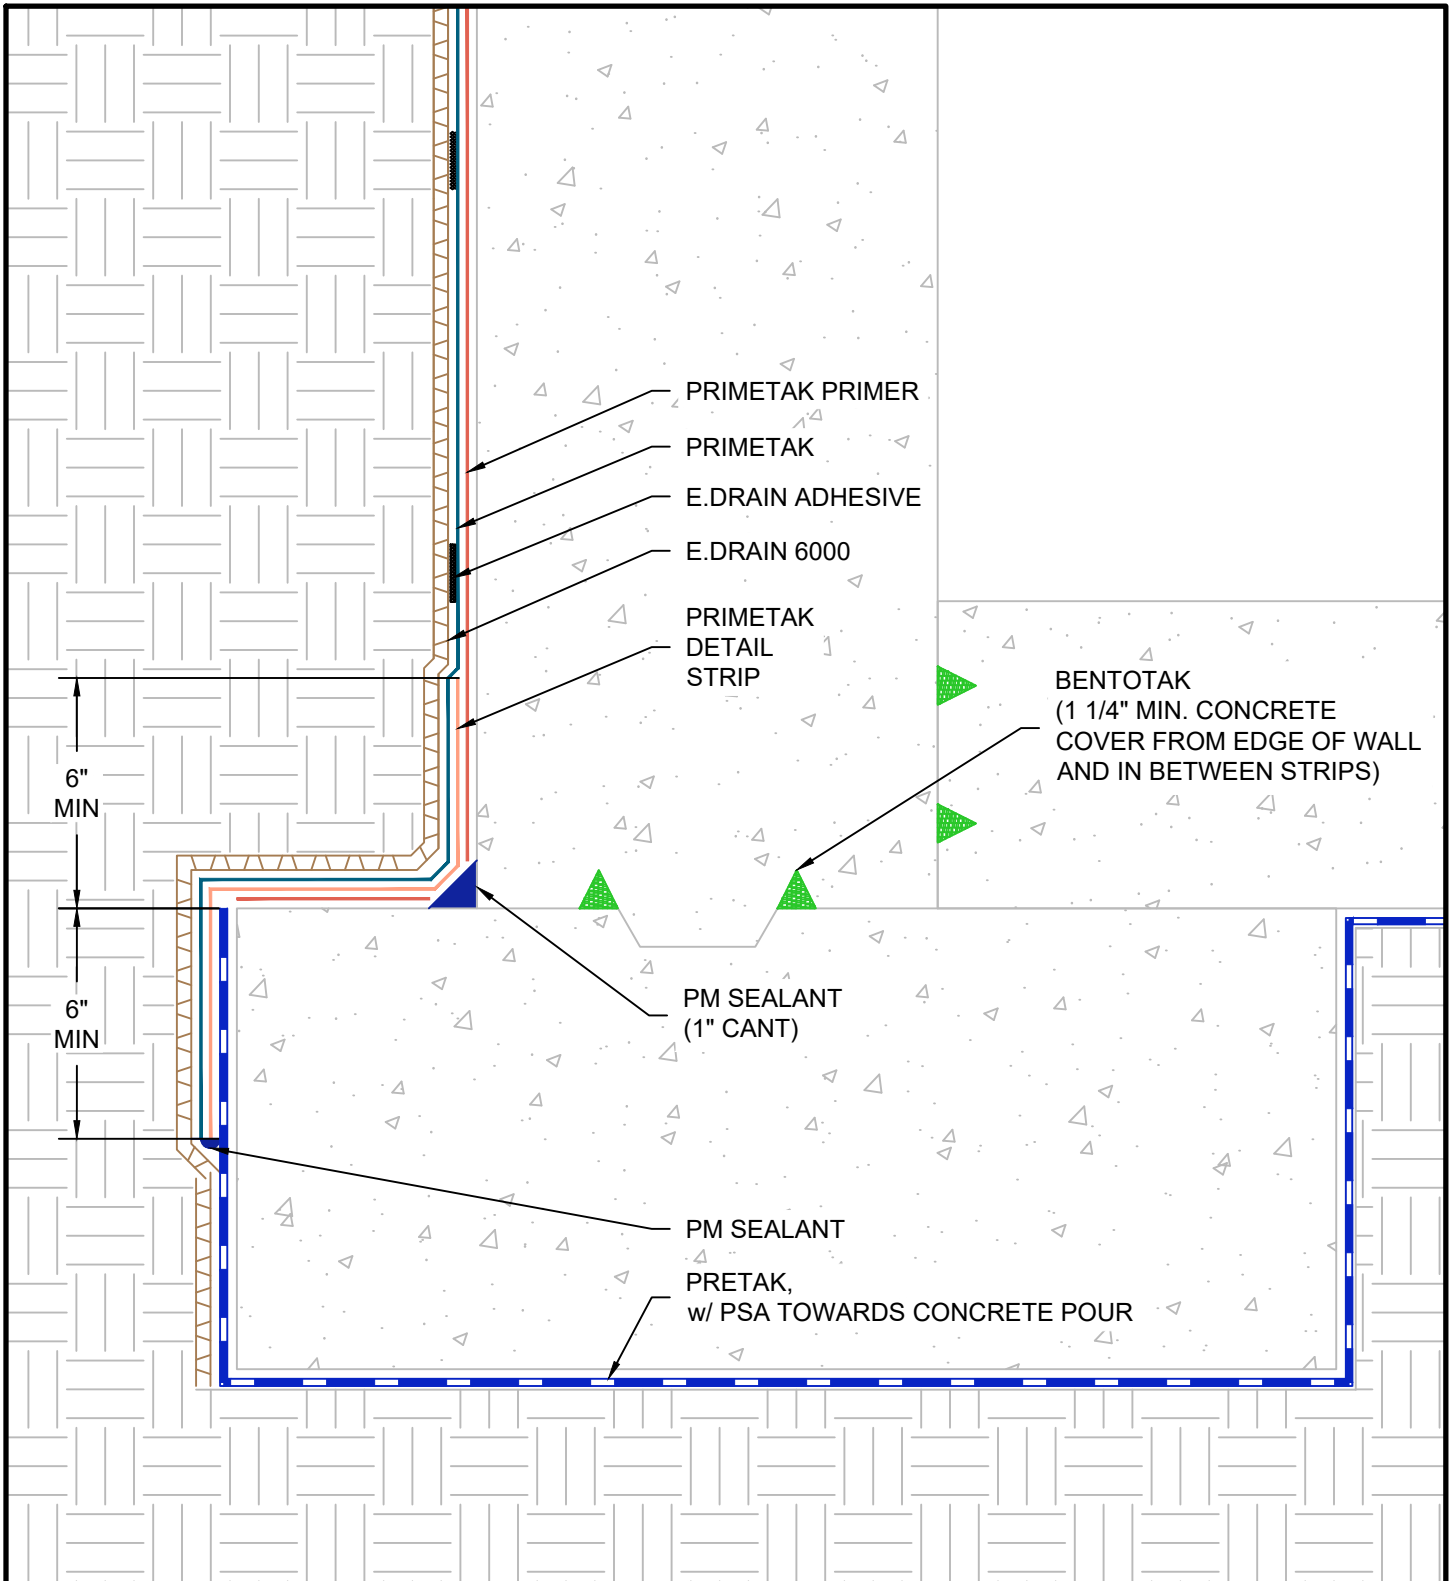 PRIMETAK PRIMER
PRIMETAK
E.DRAIN ADHESIVE
E.DRAIN 6000
PRIMETAK
DETAIL
STRIP
BENTOTAK
(1 1/4" MIN. CONCRETE
COVER FROM EDGE OF WALL
AND IN BETWEEN STRIPS)
6"
MIN
6"
MIN
PM SEALANT
(1" CANT)
PM SEALANT
PRETAK,
w/ PSA TOWARDS CONCRETE POUR